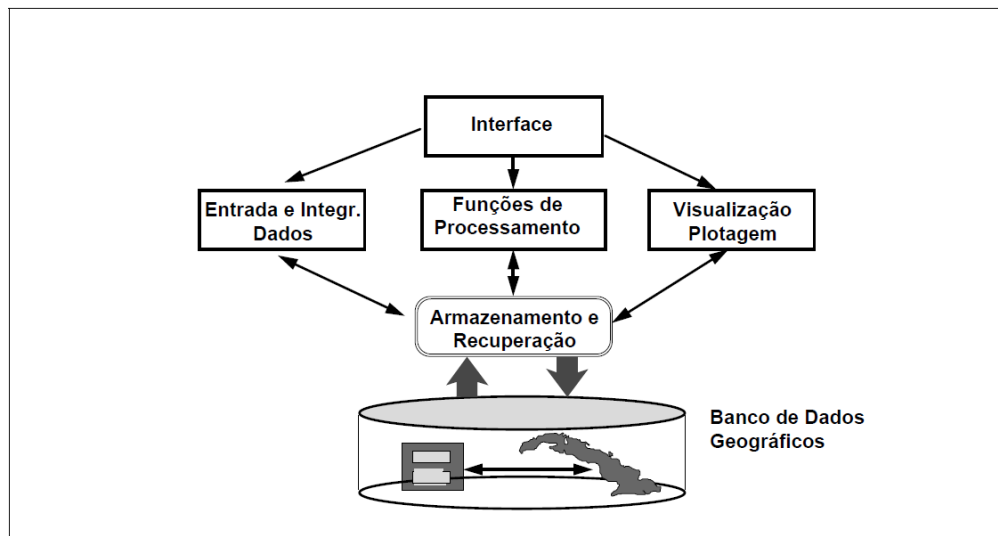 Interface
Entrada e Integr.
Dados
Funções de
Processamento
Visualização
Plotagem
Armazenamento e
Recuperação
Banco de Dados
Geográficos